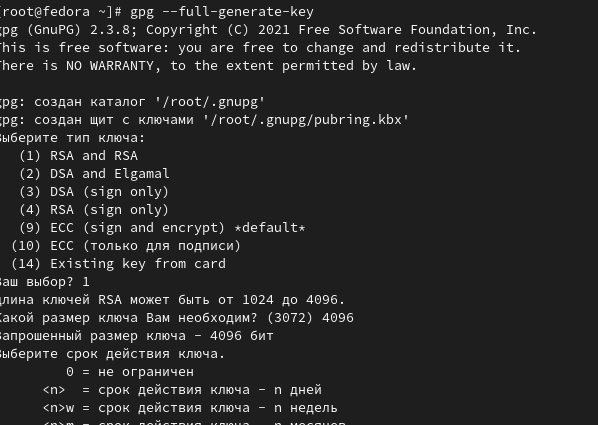 [root@fedora ~]# gpg --full-generate-key
gpg (GnuPG) 2.3.8; Copyright (C) 2021 Free Software Foundation, Inc.
This is free software: you are free to change and redistribute it.
There is NO WARRANTY, to the extent permitted by law.
gpg: создан каталог '/root/.gnupg'
gpg: создан щит с ключами '/root/.gnupg/pubring.kbx'
Выберите тип ключа:
(1) RSA and RSA
(2) DSA and Elgamal
(3) DSA (sign only)
(4) RSA (sign only)
(9) ECC (sign and encrypt) *default*
(10) ECC (только для подписи)
(14) Existing key from card
Ваш выбор? 1
длина ключей RSA может быть от 1024 до 4096.
Какой размер ключа Вам необходим? (3072) 4096
Запрошенный размер ключа - 4096 бит
Выберите срок действия ключа.
0 = не ограничен
<n> = срок действия ключа - n дней
<n>w = срок действия ключа - n недель
<n>m = срок действия ключа - n месяцев